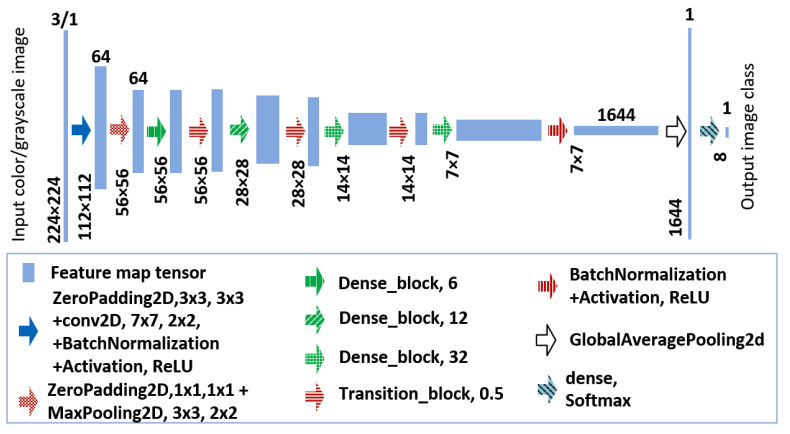 Input color/grayscale image
3/1
224×224
64
112×112
64
56×56
56×56
56×56
28×28
28×28
14×14
14×14
7×7
7×7
1644
1
1644
1
8
Output image class
Feature map tensor
ZeroPadding2D,3x3, 3x3
+conv2D, 7x7, 2x2,
+BatchNormalization
+Activation, ReLU
ZeroPadding2D,1x1,1x1 +
MaxPooling2D, 3x3, 2x2
Dense_block, 6
Dense_block, 12
Dense_block, 32
Transition_block, 0.5
BatchNormalization
+Activation, ReLU
GlobalAveragePooling2d
dense,
Softmax